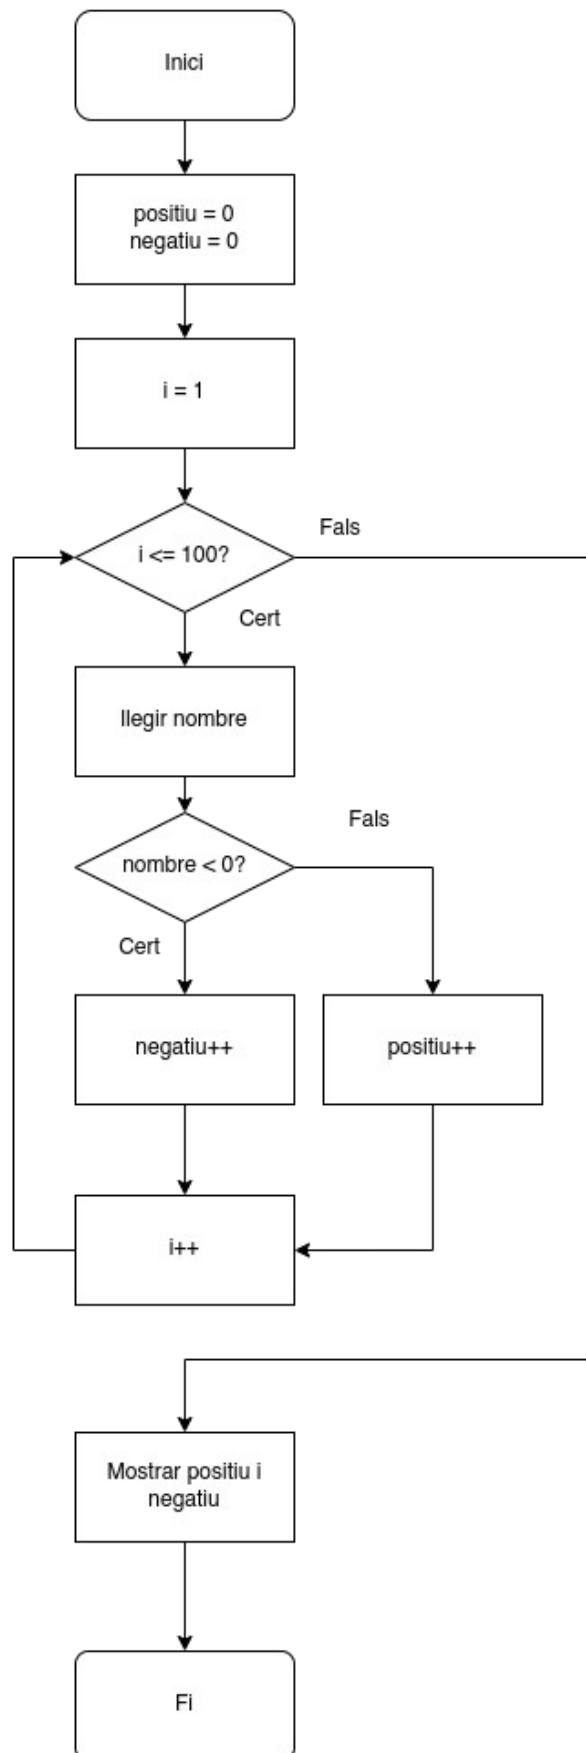 Inici
positiu = 0
negatiu = 0
i = 1
i <= 100?
Fals
Cert
llegir nombre
nombre < 0?
Fals
Cert
negatiu++
positiu++
i++
Mostrar positiu i
negatiu
Fi